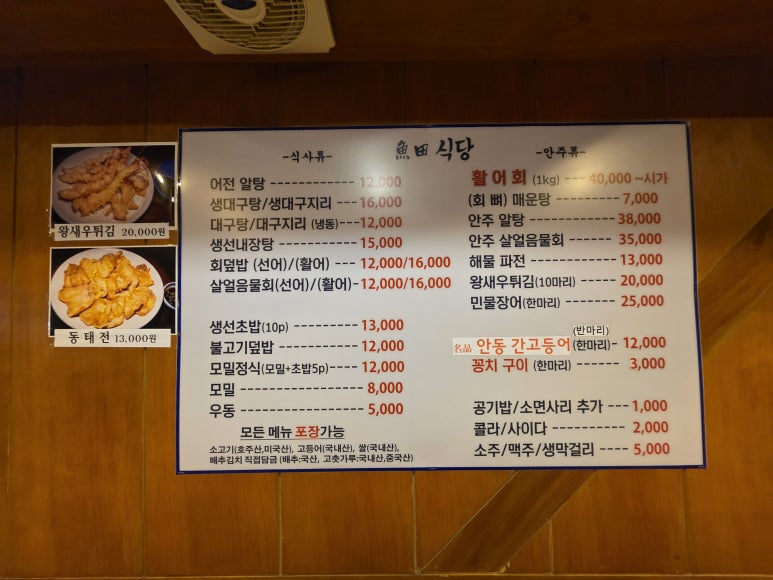 魚田 식당
-식사류-
어전 알탕 ------------ 12,000
생대구탕/생대구지리 ---- 16,000
대구탕/대구지리 (냉동)--12,000
생선내장탕 ----------- 15,000
회덮밥 (선어)/(활어) --- 12,000/16,000
살얼음물회(선어)/(활어)-12,000/16,000
생선초밥(10p) --------- 13,000
불고기덮밥 ----------- 12,000
모밀정식(모밀+초밥5p)---- 12,000
모밀 --------------- 8,000
우동 --------------- 5,000
모든 메뉴 포장가능
소고기(호주산,미국산), 고등어(국내산), 쌀(국내산),
배추김치 직접담금 (배추:국산, 고춧가루:국내산,중국산)
-안주류-
활어회 (1kg) --- 40,000 ~시가
(회 뼈) 매운탕 --------- 7,000
안주 알탕 ------------- 38,000
안주 살얼음물회 ------ 35,000
해물 파전 ------------ 13,000
왕새우튀김(10마리) ----- 20,000
민물장어(한마리) ------- 25,000
(반마리)
名品 안동 간고등어(한마리)- 12,000
꽁치 구이 (한마리) ------ 3,000
공기밥/소면사리 추가 --- 1,000
콜라/사이다 --------- 2,000
소주/맥주/생막걸리 ---- 5,000
왕새우튀김 20,000원
동태전 13,000원